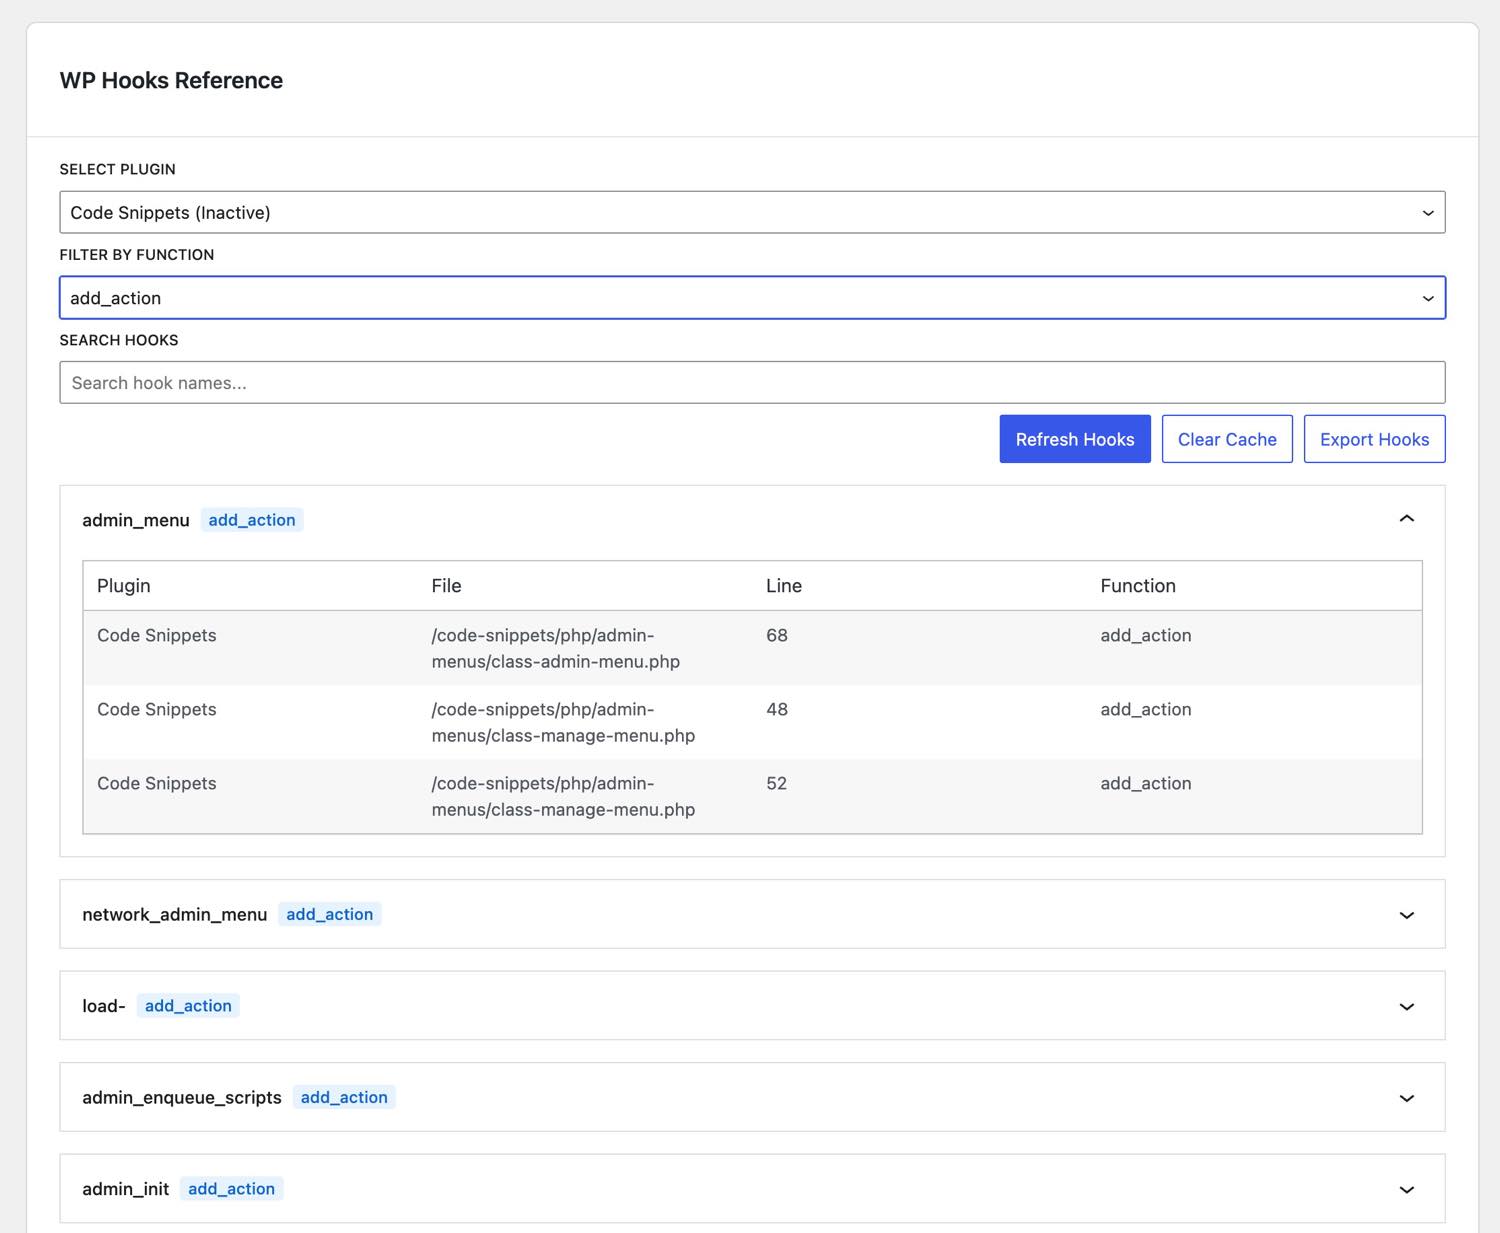 WP Hooks Reference
SELECT PLUGIN
Code Snippets (Inactive)
FILTER BY FUNCTION
add_action
SEARCH HOOKS
Search hook names...
Refresh Hooks Clear Cache Export Hooks
admin_menu add_action
Plugin File Line Function
Code Snippets /code-snippets/php/admin- 68 add_action
menus/class-admin-menu.php
Code Snippets /code-snippets/php/admin- 48 add_action
menus/class-manage-menu.php
Code Snippets /code-snippets/php/admin- 52 add_action
menus/class-manage-menu.php
network_admin_menu add_action
load- add_action
admin_enqueue_scripts add_action
admin_init add_action